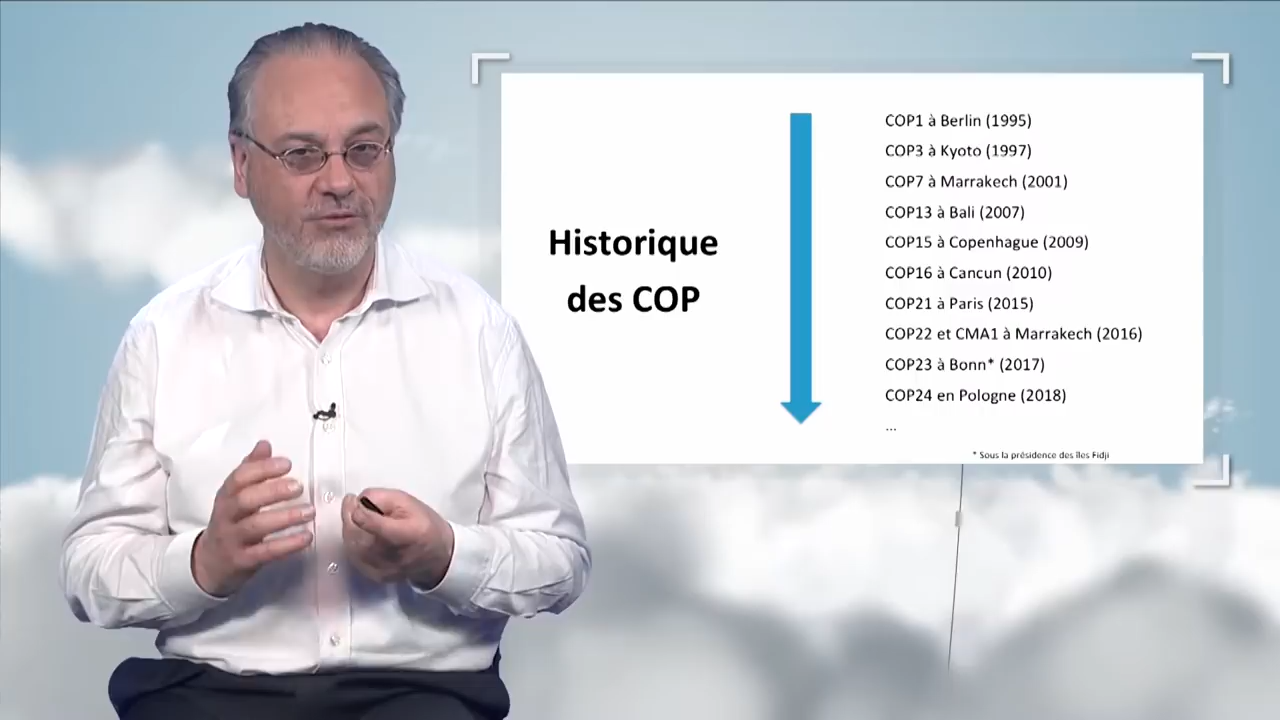 Historique
des COP
COP1 à Berlin (1995)
COP3 à Kyoto (1997)
COP7 à Marrakech (2001)
COP13 à Bali (2007)
COP15 à Copenhague (2009)
COP16 à Cancun (2010)
COP21 à Paris (2015)
COP22 et CMA1 à Marrakech (2016)
COP23 à Bonn* (2017)
COP24 en Pologne (2018)
...
* Sous la présidence des îles Fidji